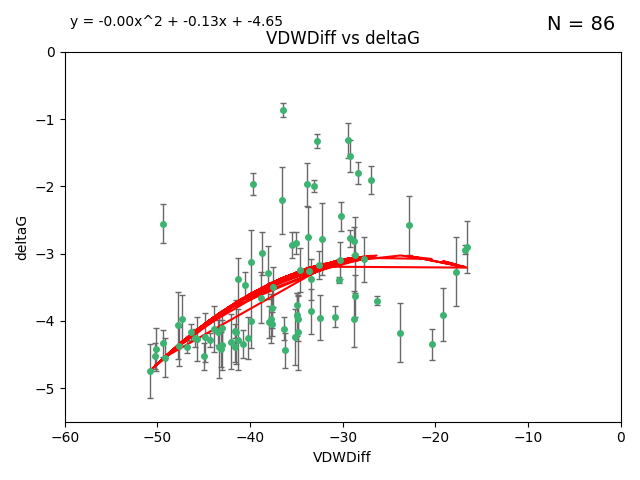 y = -0.00x^2 + -0.13x + -4.65
N = 86
VDWDiff vs deltaG
0
−1
−2
−3
−4
−5
deltaG
−60 −50 −40 −30 −20 −10 0
VDWDiff